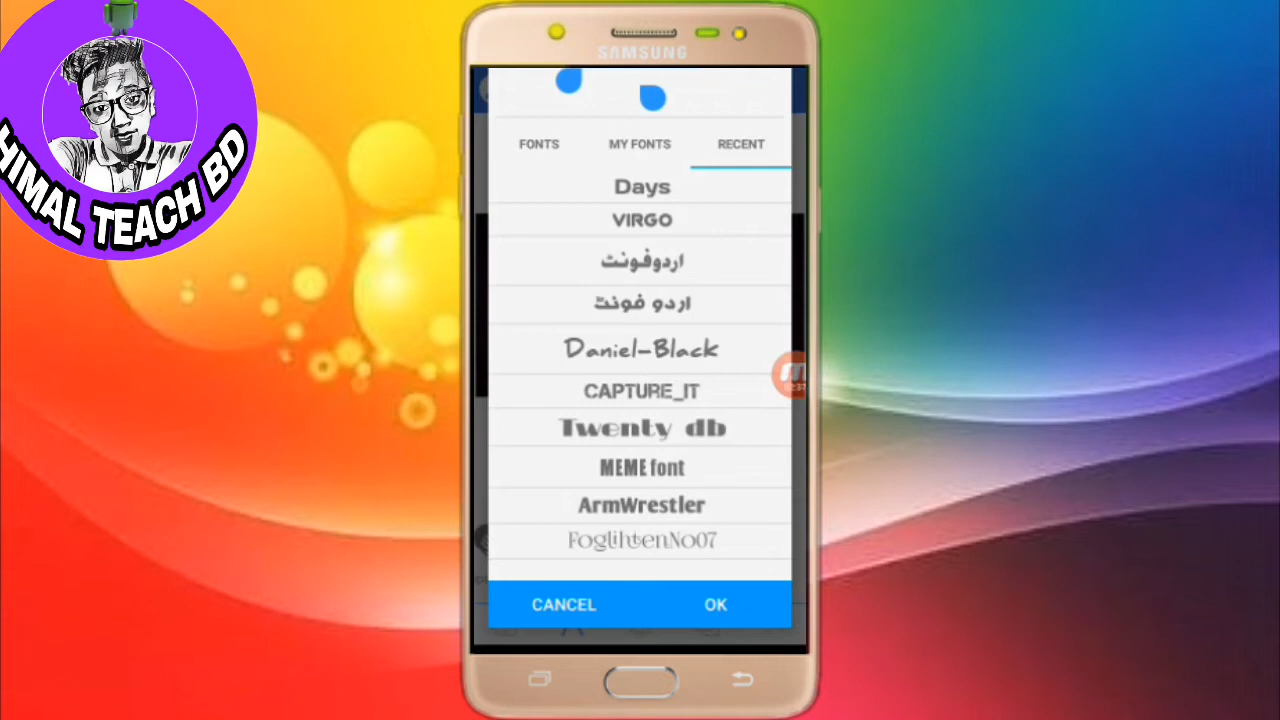 HIMAL TEACH BD
SAMSUNG
FONTS
MY FONTS
RECENT
Days
VIRGO
اردوفونٹ
اردو فونٹ
Daniel-Black
CAPTURE_IT
Twenty db
MEME font
ArmWrestler
FoglihtenNo07
CANCEL
OK